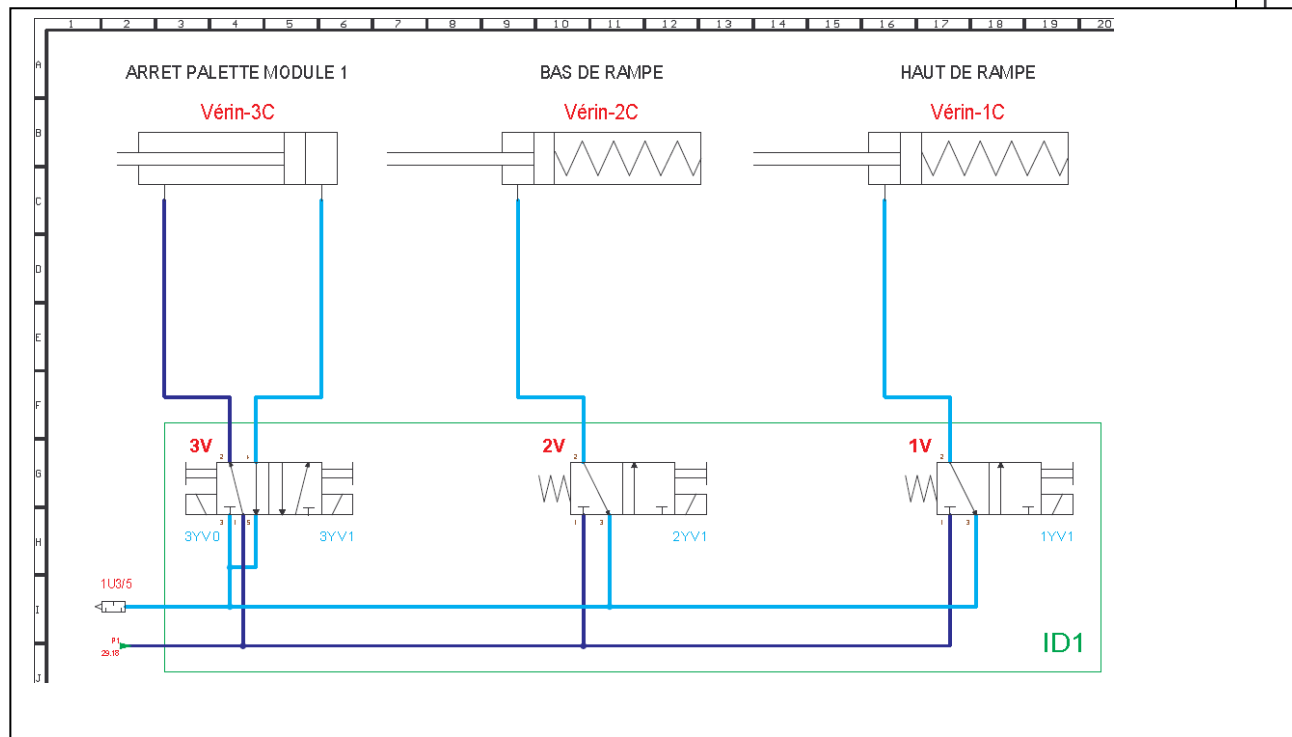 1 2 3 4 5 6 7 8 9 10 11 12 13 14 15 16 17 18 19 20
A
ARRET PALETTE MODULE 1 BAS DE RAMPE HAUT DE RAMPE
Vérin-3C Vérin-2C Vérin-1C
B
C
D
E
F
3V 2V 1V
2 4 2 2
G
3 1 5 1 3 1 3
3YV0 3YV1 2YV1 1YV1
H
1U3/5
I
P1
29.18
ID1
J